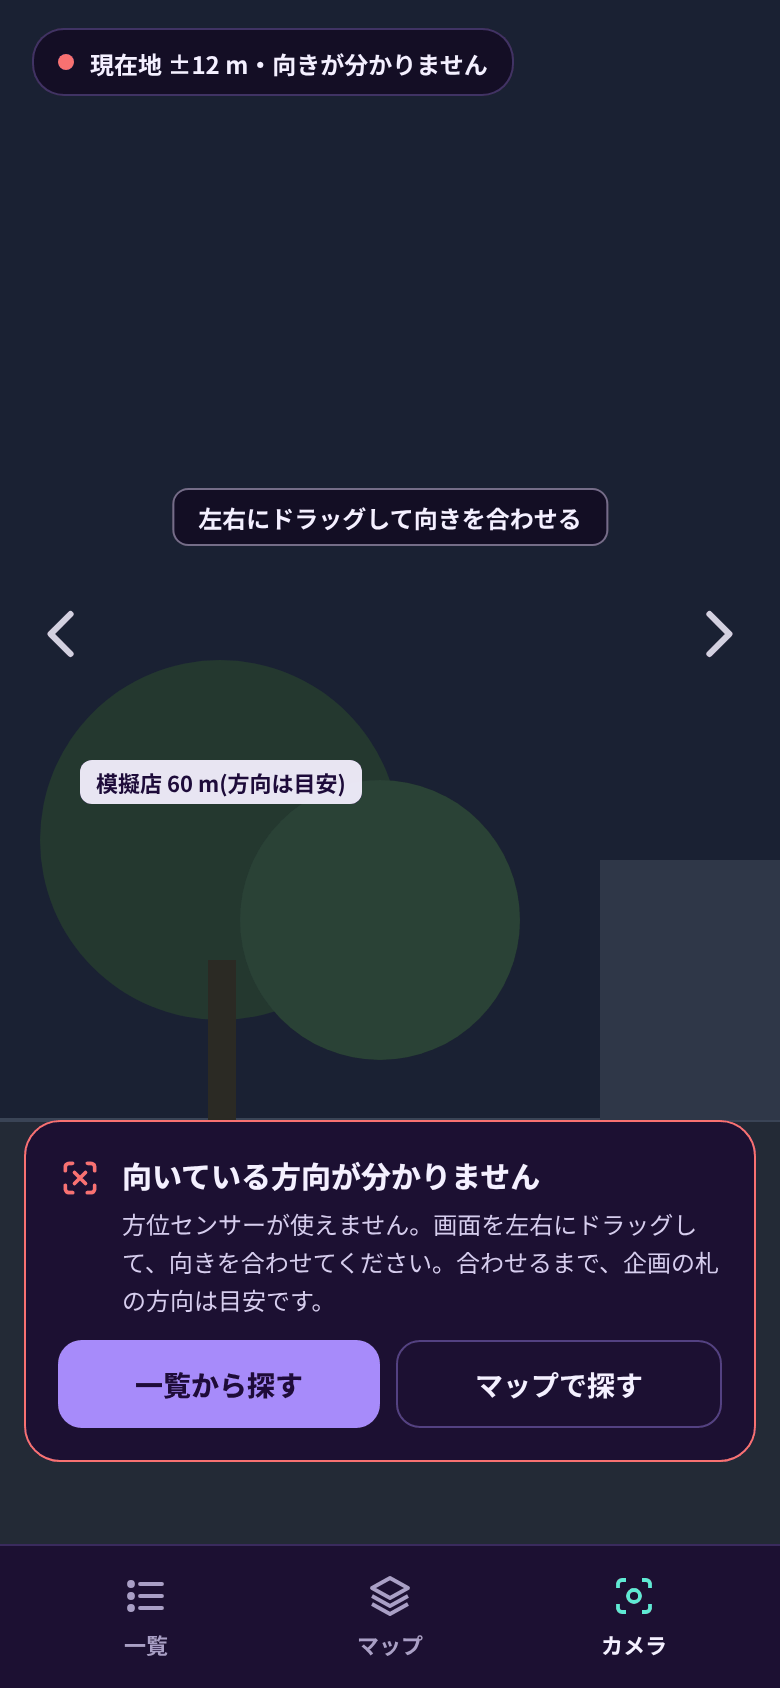 現在地 ±12 m・向きが分かりません
左右にドラッグして向きを合わせる
模擬店 60 m(方向は目安)
向いている方向が分かりません
方位センサーが使えません。画面を左右にドラッグし
て、向きを合わせてください。合わせるまで、企画の札
の方向は目安です。
一覧から探す
マップで探す
一覧
マップ
カメラ